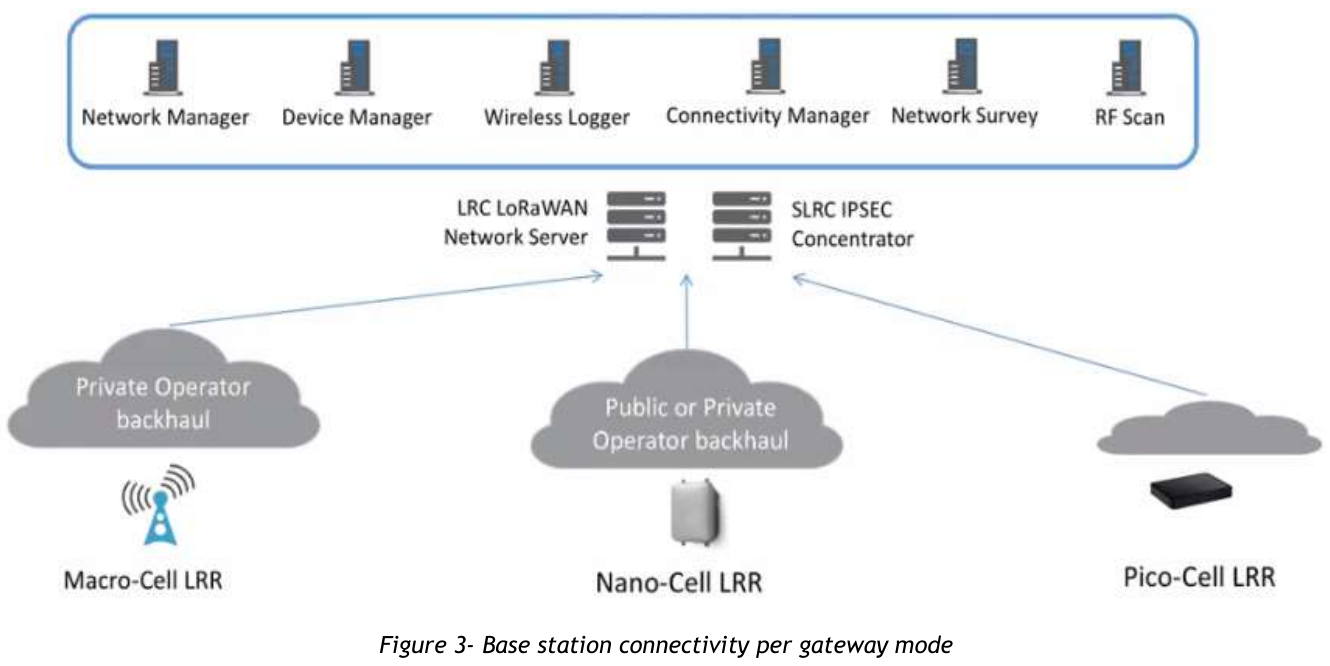 Network Manager
Device Manager
Wireless Logger
Connectivity Manager
Network Survey
RF Scan
LRC LoRaWAN
Network Server
SLRC IPSEC
Concentrator
Private Operator
backhaul
Public or Private
Operator backhaul
Macro-Cell LRR
Nano-Cell LRR
Pico-Cell LRR
Figure 3- Base station connectivity per gateway mode